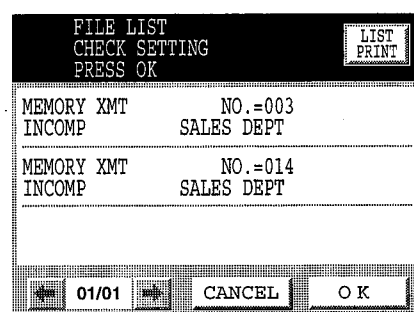 FILE LIST
CHECK SETTING
PRESS OK
LIST
PRINT
MEMORY XMT NO.=003
INCOMP SALES DEPT
MEMORY XMT NO.=014
INCOMP SALES DEPT
01/01 CANCEL OK